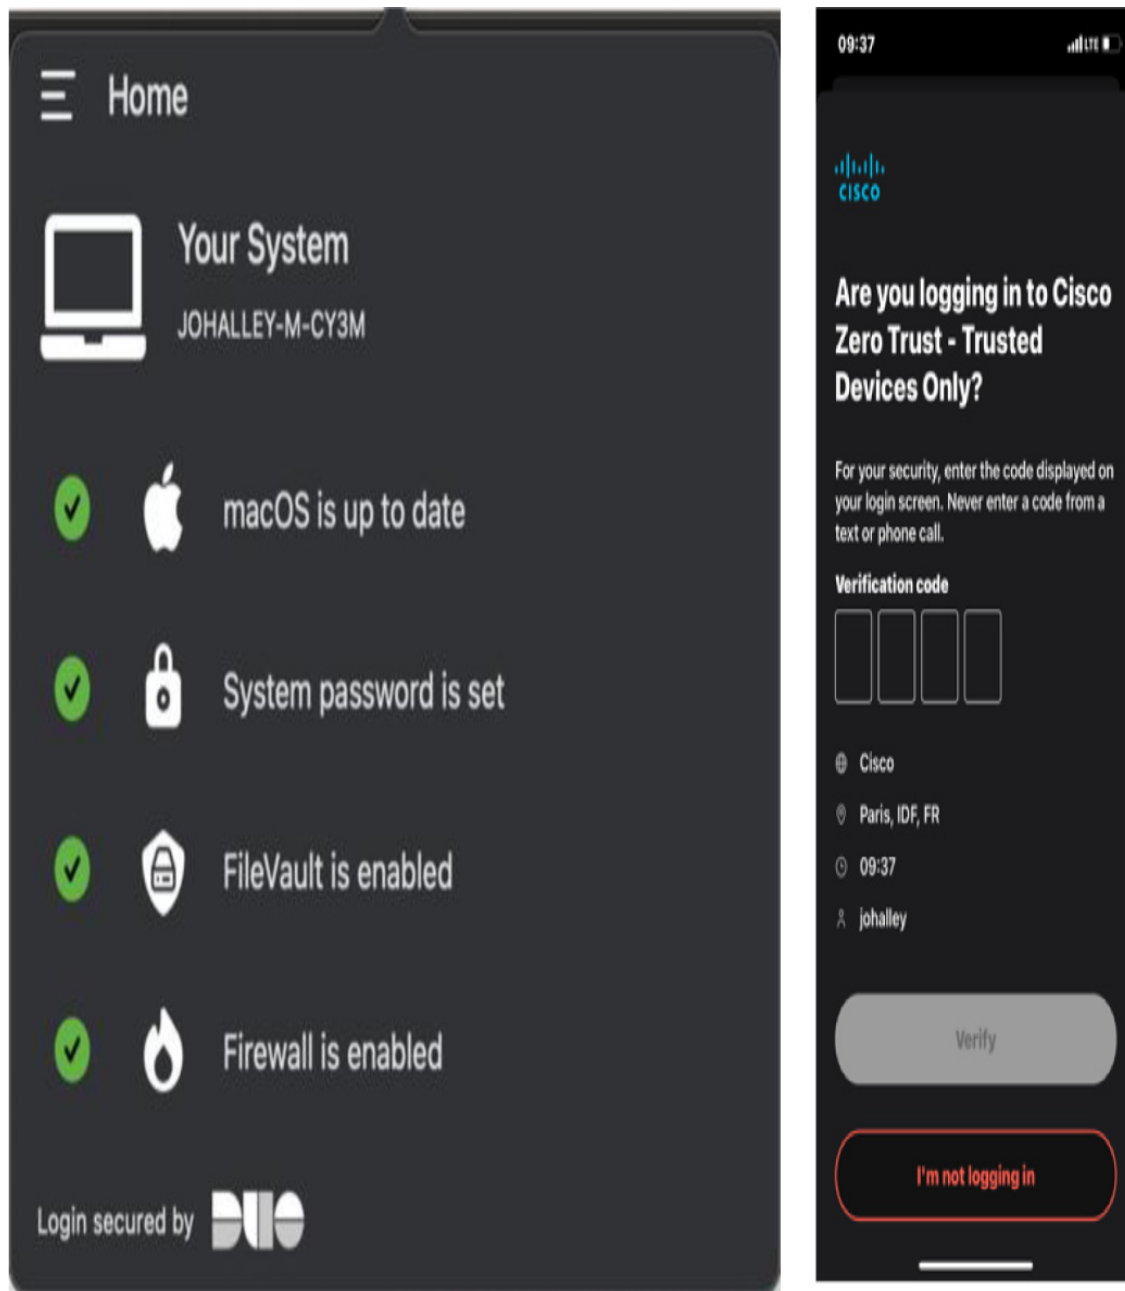 Home
Your System
JOHALLEY-M-CY3M
macOS is up to date
System password is set
FileVault is enabled
Firewall is enabled
Login secured by DUO
09:37
LTE
CISCO
Are you logging in to Cisco
Zero Trust - Trusted
Devices Only?
For your security, enter the code displayed on
your login screen. Never enter a code from a
text or phone call.
Verification code
Cisco
Paris, IDF, FR
09:37
johalley
Verify
I'm not logging in